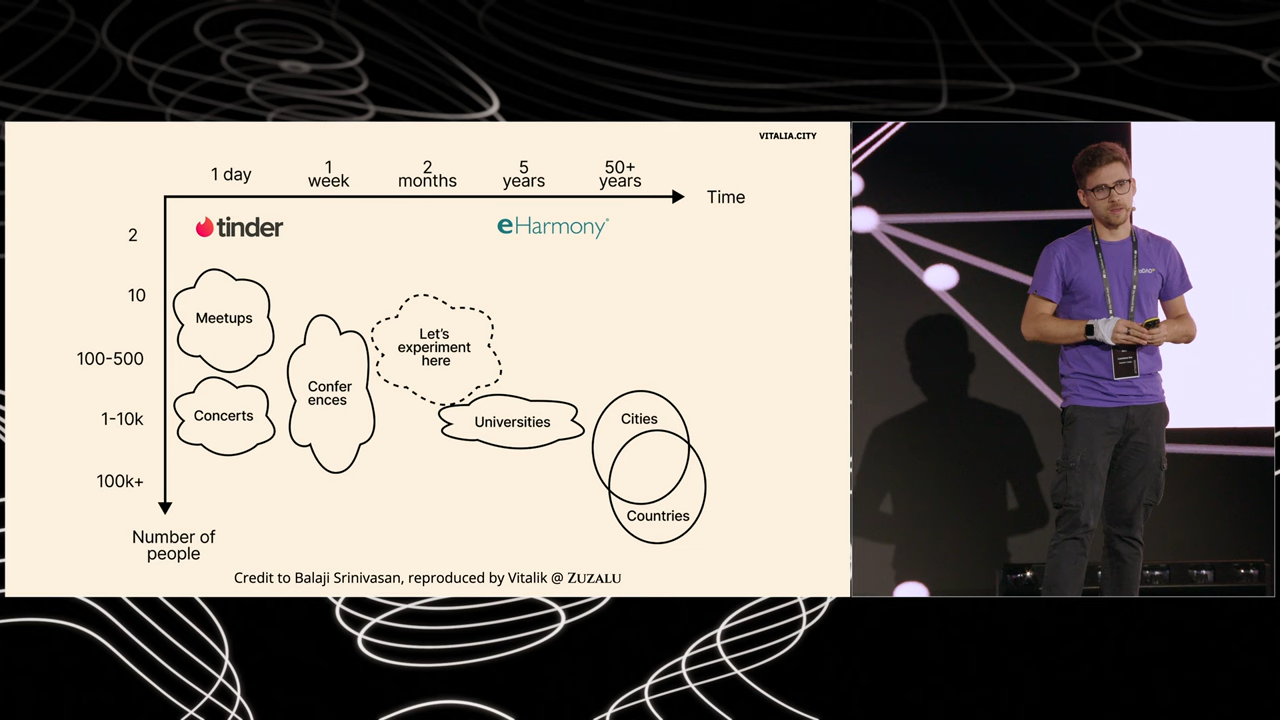 VITALIA.CITY
1 day
1
week
2
months
5
years
50+
years
Time
2
tinder
eHarmony®
10
Meetups
Let's
experiment
here
100-500
Confer
ences
1-10k
Concerts
Universities
Cities
100k+
Countries
Number of
people
Credit to Balaji Srinivasan, reproduced by Vitalik @ ZUZALU